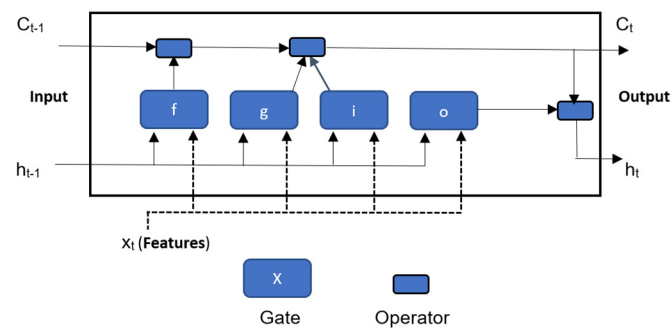 Ct-1 Ct
Input f g i o Output
ht-1 ht
xt (Features)
X
Gate Operator